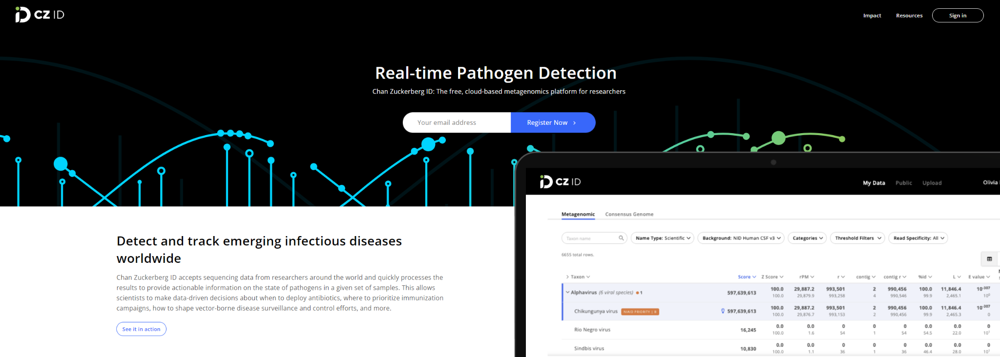 CZ ID
Impact
Resources
Sign in
Real-time Pathogen Detection
Chan Zuckerberg ID: The free, cloud-based metagenomics platform for researchers
Your email address
Register Now
Detect and track emerging infectious diseases
worldwide
Chan Zuckerberg ID accepts sequencing data from researchers around the world and quickly processes the
results to provide actionable information on the state of pathogens in a given set of samples. This allows
scientists to make data-driven decisions about when to deploy antibiotics, where to prioritize immunization
campaigns, how to shape vector-borne disease surveillance and control efforts, and more.
See it in action
CZ ID
My Data Public Upload Olivia
Metagenomic Consensus Genome
Taxon name Name Type: Scientific Background: NID Human CSF v3 Categories Threshold Filters Read Specificity: All
6655 total rows.
Taxon Score Z Score rPM r contig contig r %id L E value
Alphavirus (6 viral species) 1 597,639,613 100.0 29,887.2 993,501 2 990,456 100.0 11,846.4 10-307
100.0 29,879.9 993,258 4 990,546 99.9 2,465.1 10⁰
Chikungunya virus NIAID PRIORITY | B 597,639,613 100.0 29,887.2 993,501 2 990,456 100.0 11,846.4 10-307
100.0 29,876.7 993,153 2 990,456 99.9 2,465.3 0
Rio Negro virus 16,245 0.0 0.0 0 0 0 0.0 0.0 0
100.0 1.6 54 1 54 54.5 22.0 10¹
Sindbis virus 10,830 0.0 0.0 0 0 0 0.0 0.0 0
100.0 1.1 36 1 36 46.4 28.0 10¹